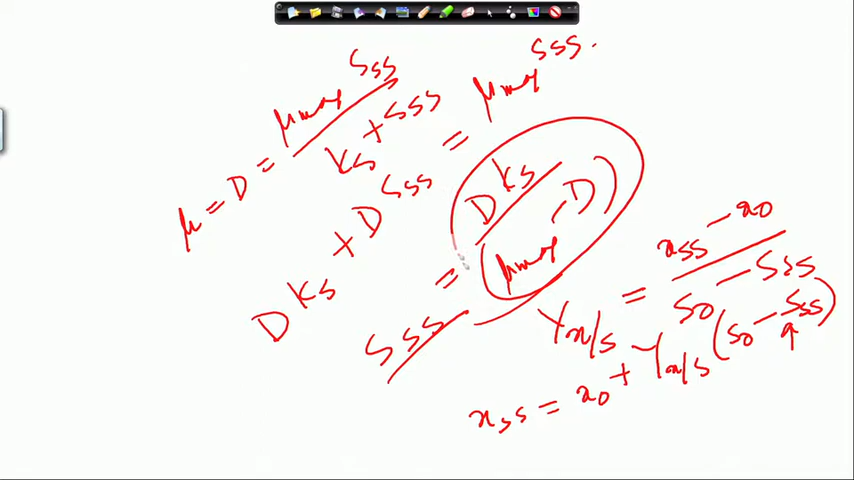 μ = D = μmax Sss / Ks + Sss
D Ks + D Sss = μmax Sss.
Sss = D Ks / (μmax - D)
Yx/s = xss - x0 / S0 - Sss
xss = x0 + Yx/s (S0 - Sss)